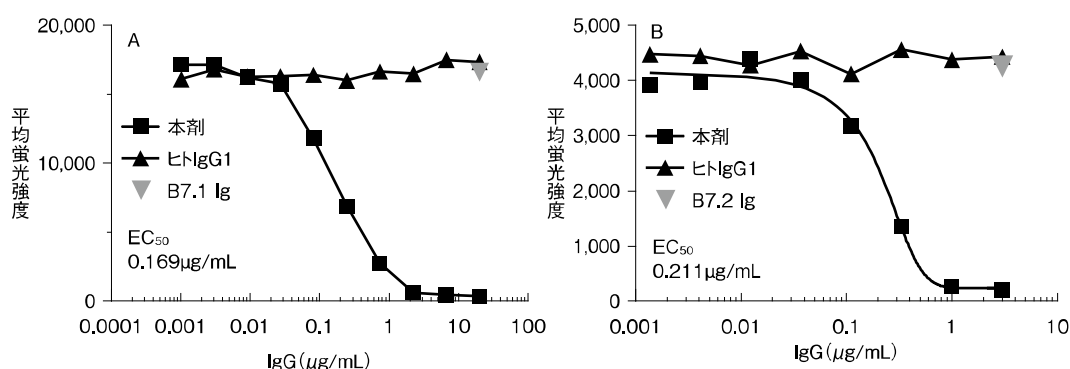 A
20,000
10,000
0
平均蛍光強度
本剤
ヒトIgG1
B7.1 Ig
EC₅₀
0.169μg/mL
0.0001 0.001 0.01 0.1 1 10 100
IgG(μg/mL)
B
5,000
4,000
3,000
2,000
1,000
0
平均蛍光強度
本剤
ヒトIgG1
B7.2 Ig
EC₅₀
0.211μg/mL
0.001 0.01 0.1 1 10
IgG(μg/mL)